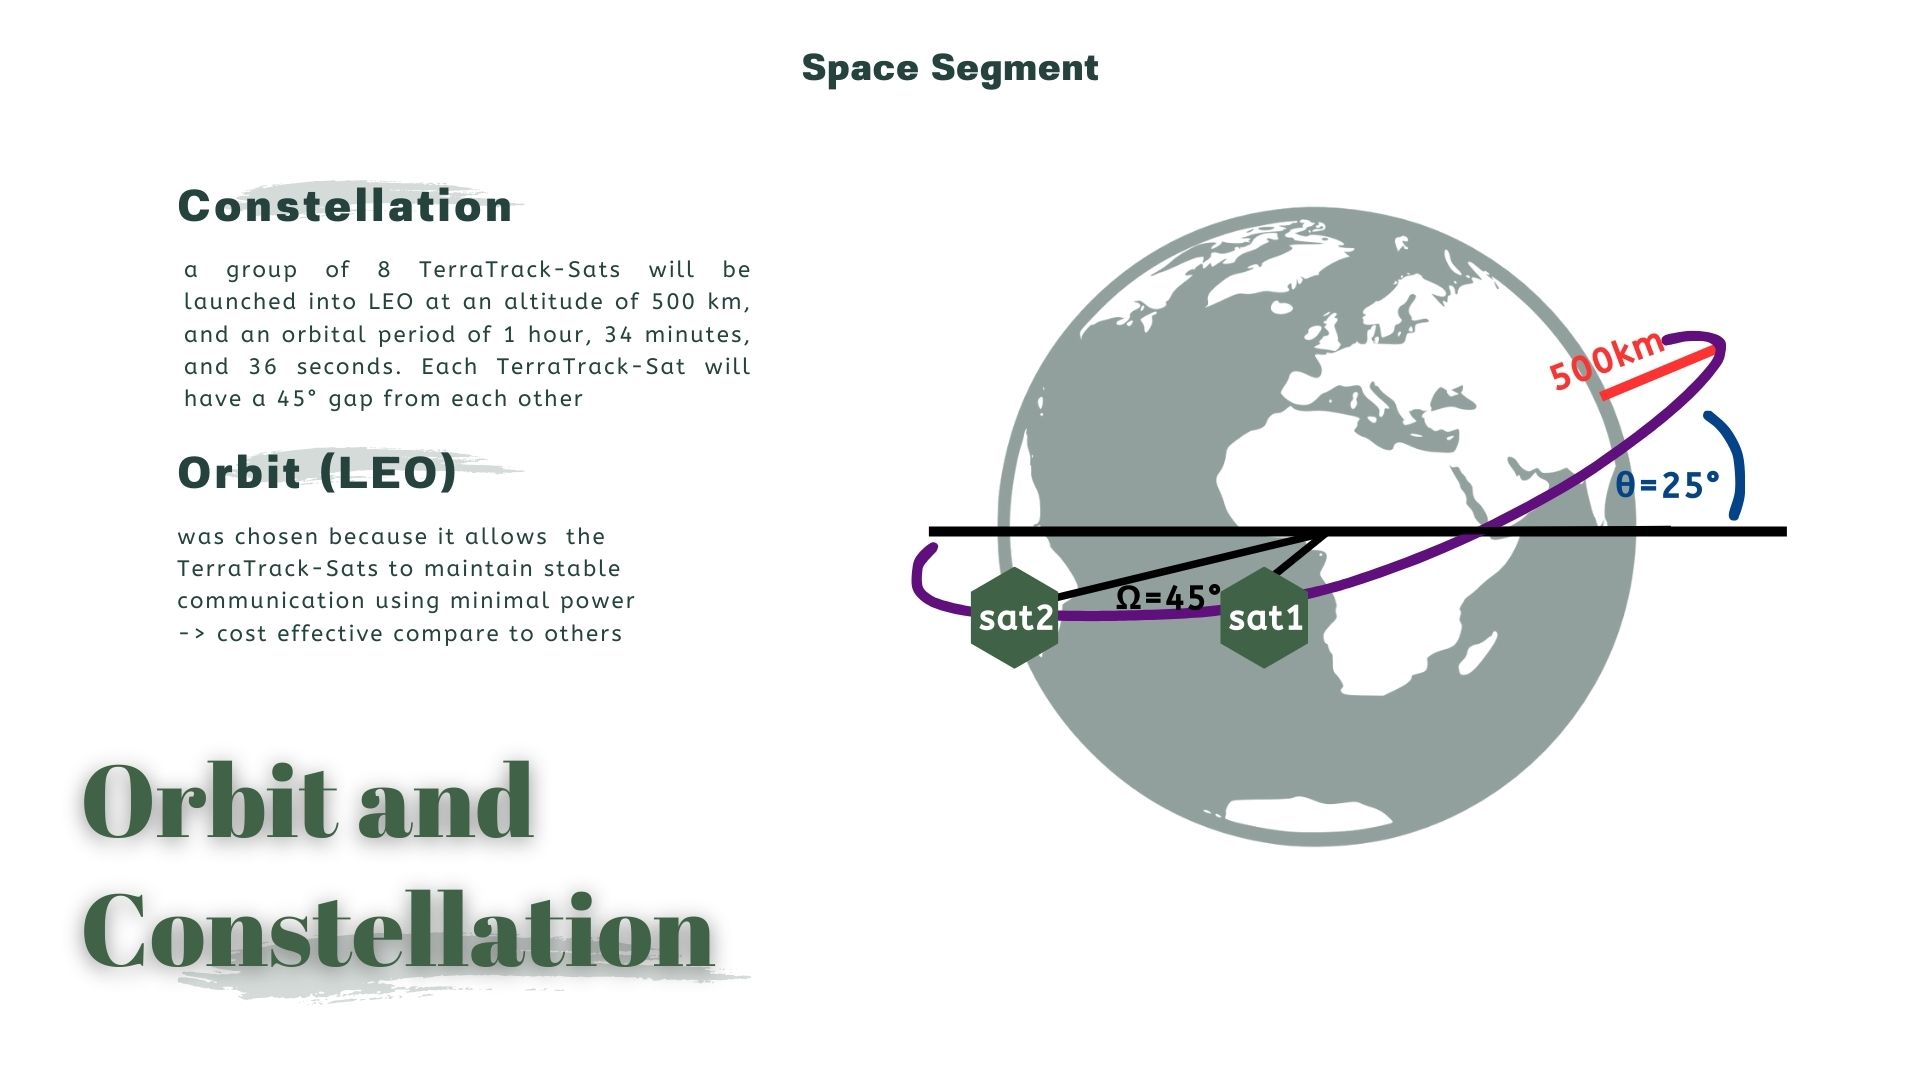 Space Segment
Constellation
a group of 8 TerraTrack-Sats will be
launched into LEO at an altitude of 500 km,
and an orbital period of 1 hour, 34 minutes,
and 36 seconds. Each TerraTrack-Sat will
have a 45° gap from each other
Orbit (LEO)
was chosen because it allows the
TerraTrack-Sats to maintain stable
communication using minimal power
-> cost effective compare to others
Orbit and
Constellation
500km
θ=25°
Ω=45°
sat2
sat1